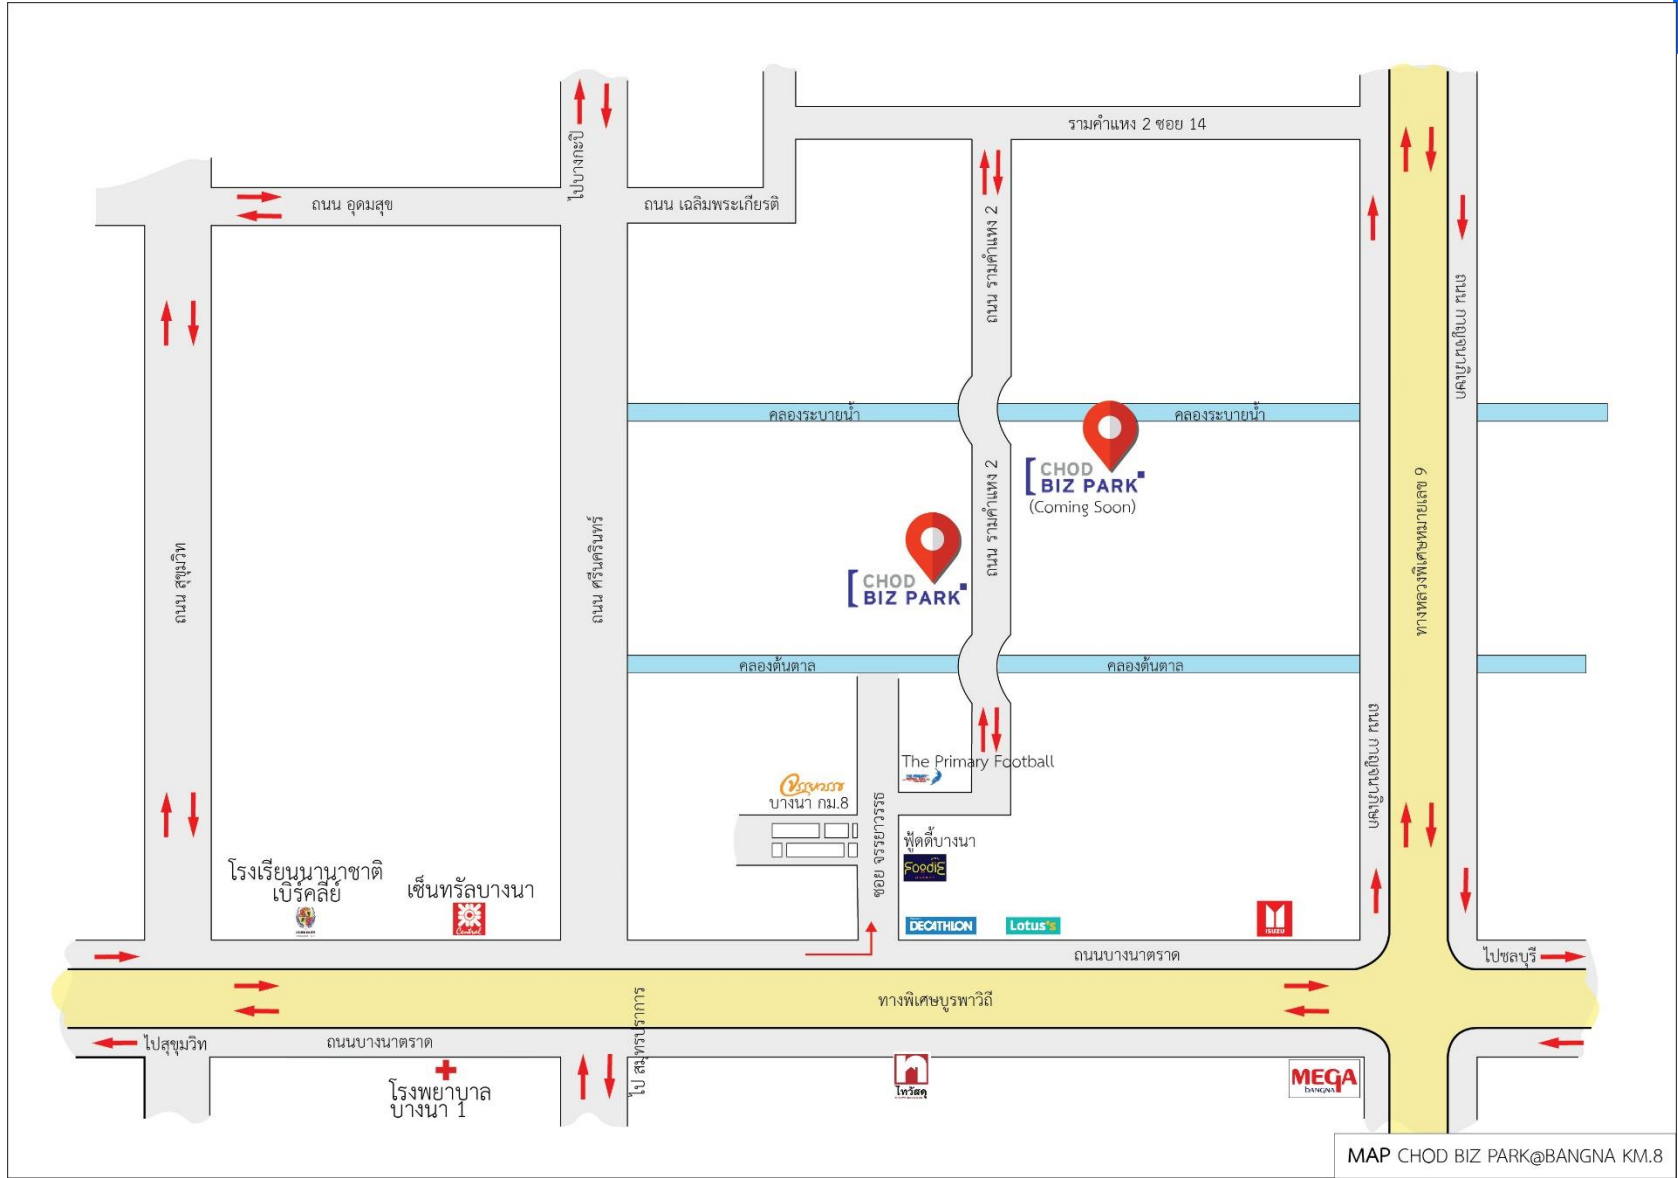 รามคำแหง 2 ซอย 14
ไปบางกะปิ
ถนน อุดมสุข
ถนน เฉลิมพระเกียรติ
ถนน รามคำแหง 2
ถนน กาญจนาภิเษก
คลองระบายน้ำ
คลองระบายน้ำ
CHOD
BIZ PARK
(Coming Soon)
ถนน รามคำแหง 2
ทางหลวงพิเศษหมายเลข 9
ถนน สุขุมวิท
ถนน ศรีนครินทร์
CHOD
BIZ PARK
คลองต้นตาล
คลองต้นตาล
ถนน กาญจนาภิเษก
The Primary Football
บางนา กม.8
ซอย จรรยาวรรธ
ฟู้ดดี้บางนา
FoodiE
โรงเรียนนานาชาติ
เบิร์คลีย์
เซ็นทรัลบางนา
Central
DECATHLON
Lotus's
ISUZU
ถนนบางนาตราด
ไปชลบุรี
ทางพิเศษบูรพาวิถี
ไปสุขุมวิท
ถนนบางนาตราด
ไป สมุทรปราการ
โรงพยาบาล
บางนา 1
ไทวัสดุ
MEGA
BANGNA
MAP CHOD BIZ PARK@BANGNA KM.8